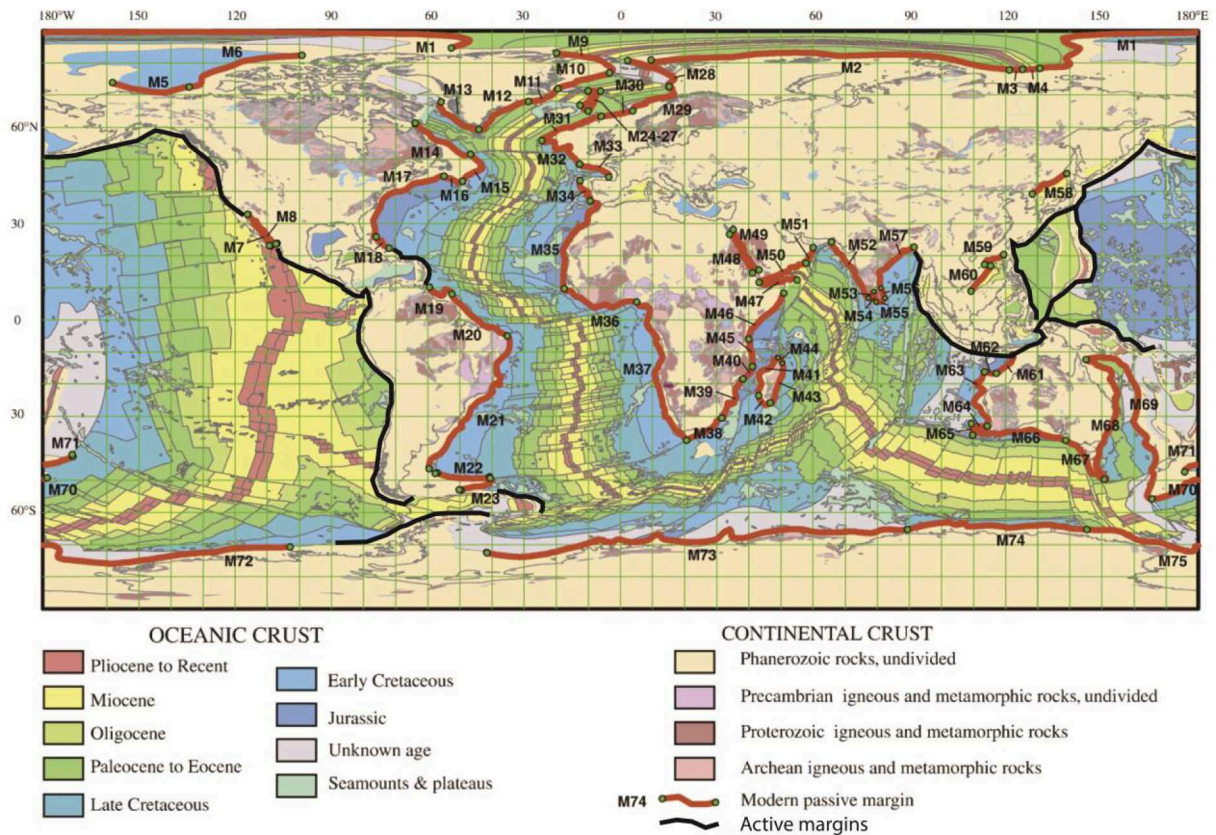 180°W 150 120 90 60 30 0 30 60 90 120 150 180°E
M1 M9 M1
M6 M10 M2
M5 M11 M30 M28 M3 M4
M13 M12 M29
60°N M31 M24-27
M14 M32 M33
M17 M15 M58
M16 M34
30 M8 M51 M57
M7 M49 M52 M59
M18 M35 M48 M50 M60
M19 M47 M53 M56
M54 M55
0 M20 M36 M46
M45 M44 M62
M37 M40 M41 M63 M61
30 M21 M39 M43 M64 M69
M42 M68
M38 M65 M66
M71 M22 M67 M71
M70 M23 M70
60°S
M72 M73 M74 M75
OCEANIC CRUST
Pliocene to Recent
Miocene
Oligocene
Paleocene to Eocene
Late Cretaceous
Early Cretaceous
Jurassic
Unknown age
Seamounts & plateaus
CONTINENTAL CRUST
Phanerozoic rocks, undivided
Precambrian igneous and metamorphic rocks, undivided
Proterozoic igneous and metamorphic rocks
Archean igneous and metamorphic rocks
M74 Modern passive margin
Active margins